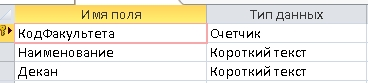 Имя поля Тип данных
КодФакультета Счетчик
Наименование Короткий текст
Декан Короткий текст